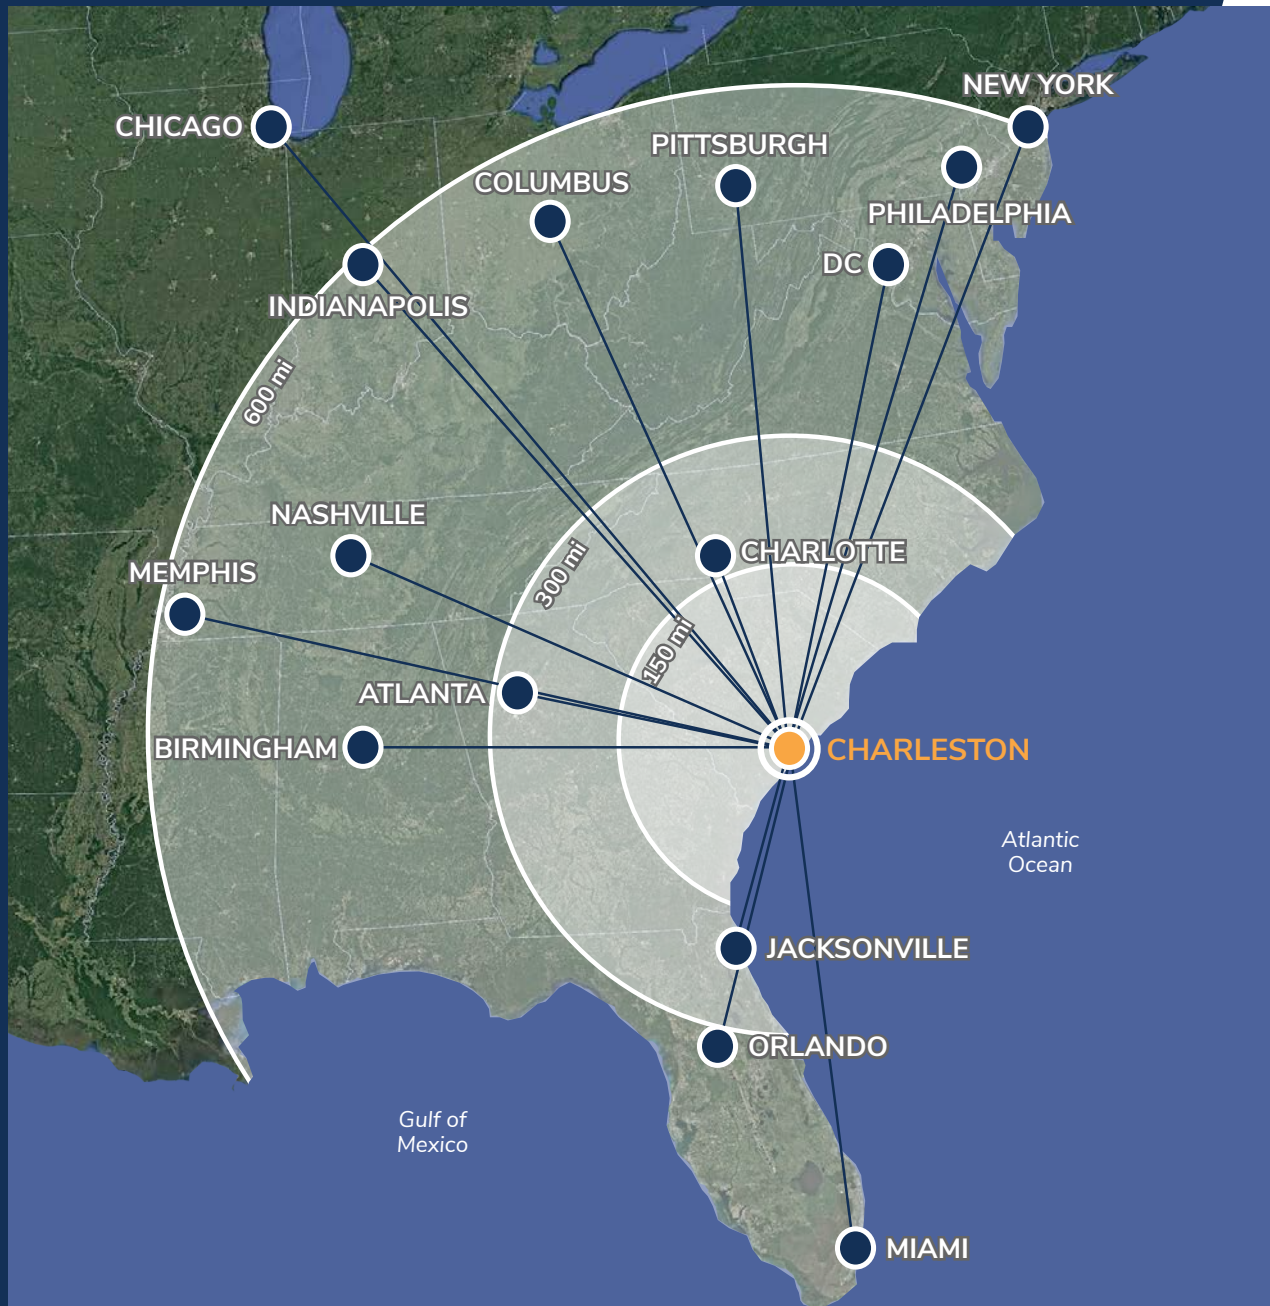 NEW YORK
CHICAGO
PITTSBURGH
COLUMBUS
PHILADELPHIA
DC
INDIANAPOLIS
600 mi
NASHVILLE
CHARLOTTE
300 mi
MEMPHIS
150 mi
ATLANTA
BIRMINGHAM
CHARLESTON
Atlantic
Ocean
JACKSONVILLE
ORLANDO
Gulf of
Mexico
MIAMI